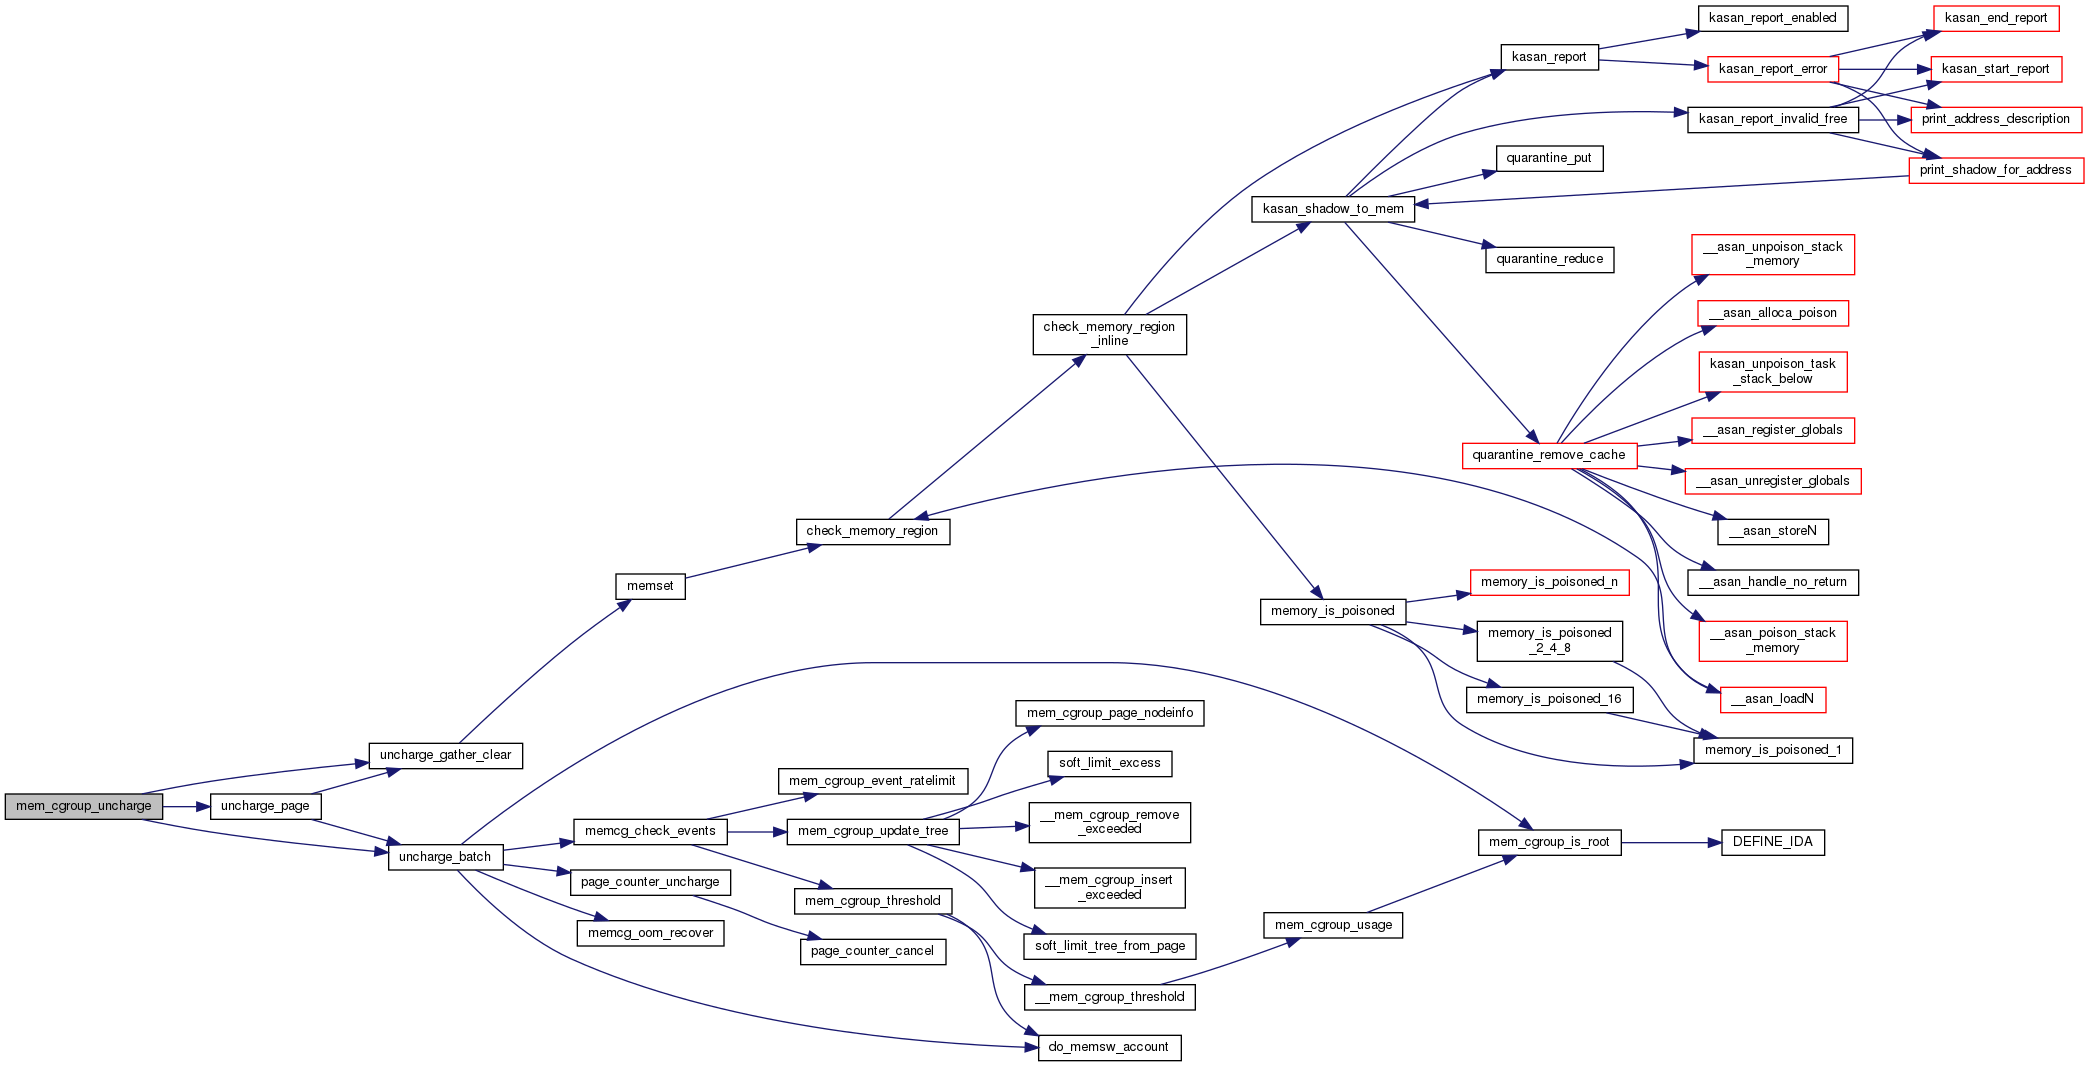 kasan_report_enabled
kasan_end_report
kasan_report
kasan_report_error
kasan_start_report
kasan_report_invalid_free
print_address_description
quarantine_put
print_shadow_for_address
kasan_shadow_to_mem
quarantine_reduce
__asan_unpoison_stack
_memory
__asan_alloca_poison
check_memory_region
_inline
kasan_unpoison_task
_stack_below
__asan_register_globals
quarantine_remove_cache
__asan_unregister_globals
check_memory_region
__asan_storeN
memset
memory_is_poisoned_n
__asan_handle_no_return
memory_is_poisoned
memory_is_poisoned
_2_4_8
__asan_poison_stack
_memory
memory_is_poisoned_16
__asan_loadN
mem_cgroup_page_nodeinfo
memory_is_poisoned_1
uncharge_gather_clear
soft_limit_excess
mem_cgroup_event_ratelimit
mem_cgroup_uncharge
uncharge_page
__mem_cgroup_remove
_exceeded
memcg_check_events
mem_cgroup_update_tree
mem_cgroup_is_root
DEFINE_IDA
uncharge_batch
page_counter_uncharge
__mem_cgroup_insert
_exceeded
mem_cgroup_threshold
mem_cgroup_usage
memcg_oom_recover
soft_limit_tree_from_page
page_counter_cancel
__mem_cgroup_threshold
do_memsw_account